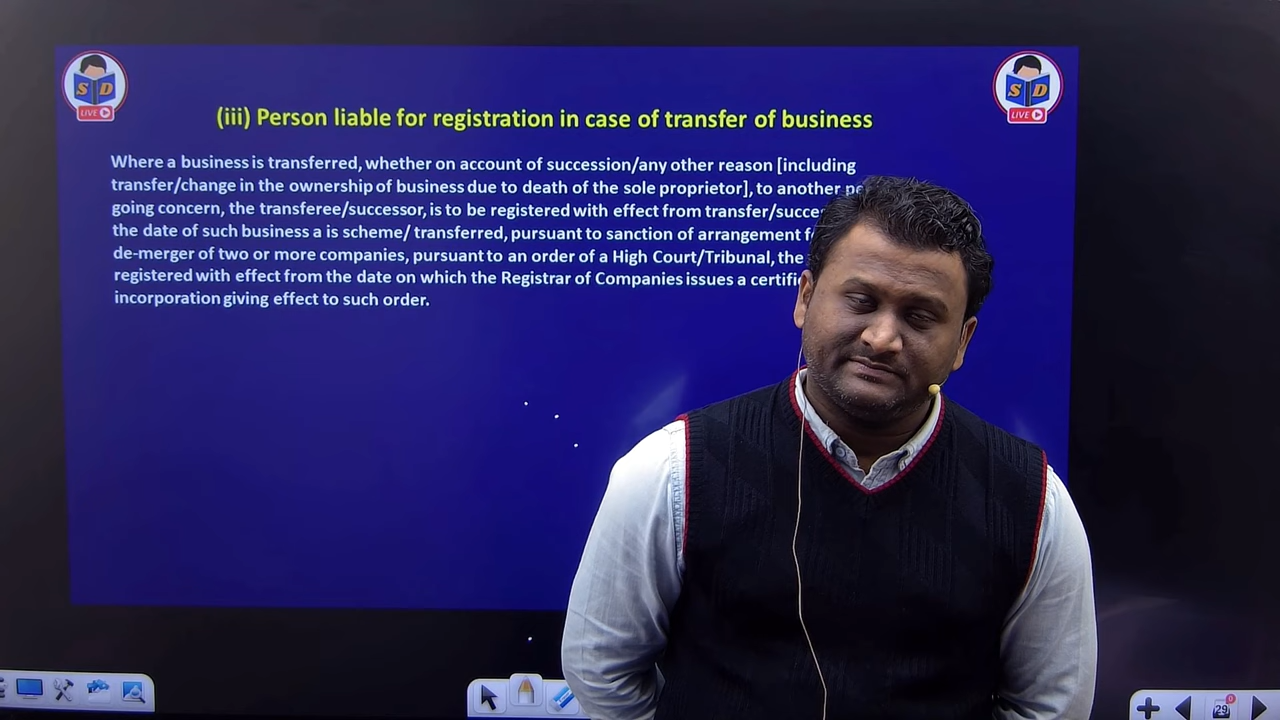 S D
LIVE
S D
LIVE
(iii) Person liable for registration in case of transfer of business
Where a business is transferred, whether on account of succession/any other reason [including
transfer/change in the ownership of business due to death of the sole proprietor], to another
going concern, the transferee/successor, is to be registered with effect from transfer/
the date of such business a is scheme/ transferred, pursuant to sanction of arrangement
de-merger of two or more companies, pursuant to an order of a High Court/Tribunal, the
registered with effect from the date on which the Registrar of Companies issues a
incorporation giving effect to such order.
29
0